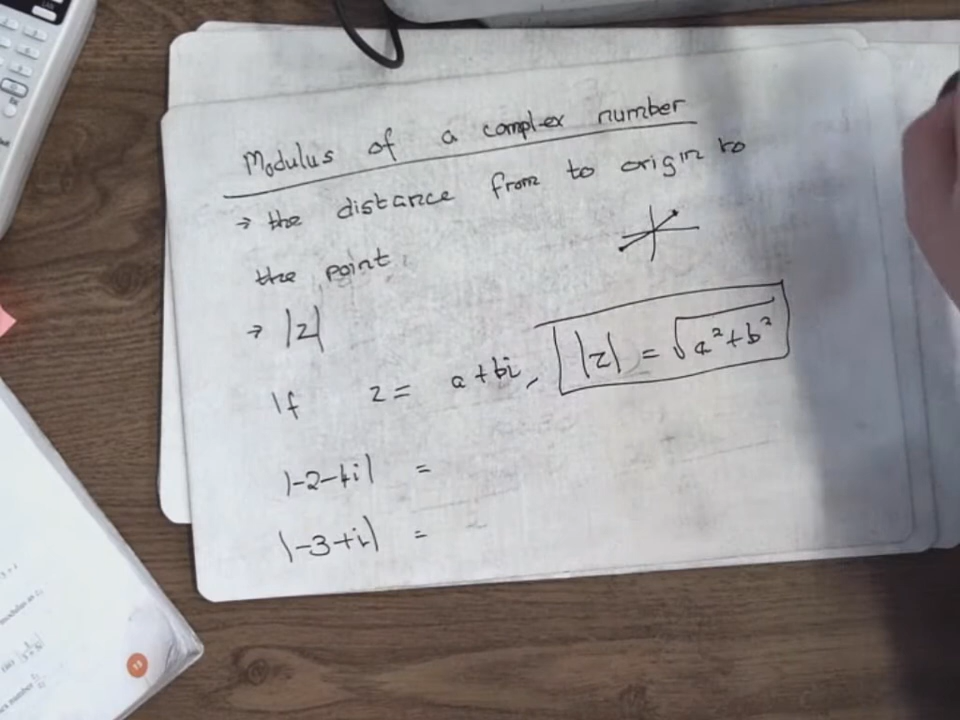 Modulus of a complex number
→ the distance from to origin to
the point.
→ |z|
If z = a + bi, |z| = √a² + b²
|-2-4i| =
|-3+i| =
13